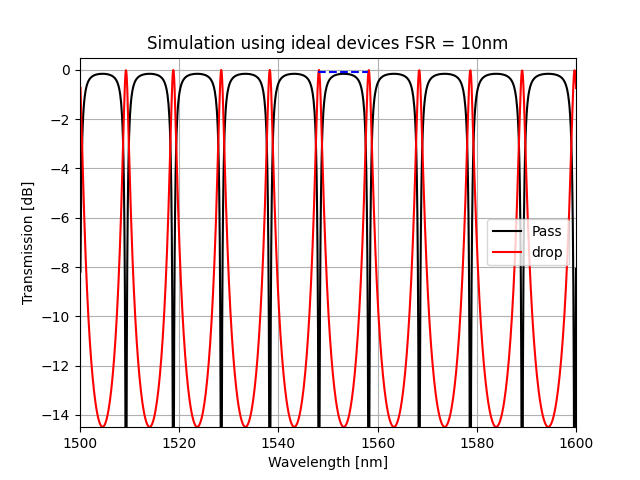 Simulation using ideal devices FSR = 10nm
0
−2
−4
−6
−8
−10
−12
−14
Transmission [dB]
Pass
drop
1500 1520 1540 1560 1580 1600
Wavelength [nm]